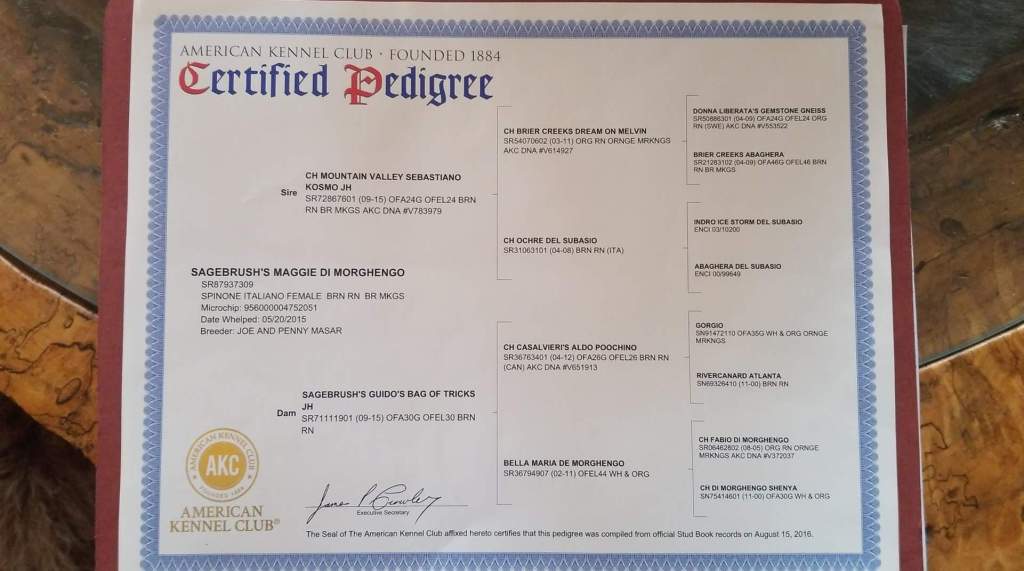 AMERICAN KENNEL CLUB · FOUNDED 1884
Certified Pedigree
Sire
CH MOUNTAIN VALLEY SEBASTIANO
KOSMO JH
SR72867601 (09-15) OFA24G OFEL24 BRN
RN BR MKGS AKC DNA #V783979
SAGEBRUSH'S MAGGIE DI MORGHENGO
SR87937309
SPINONE ITALIANO FEMALE BRN RN BR MKGS
Microchip: 956000004752051
Date Whelped: 05/20/2015
Breeder: JOE AND PENNY MASAR
Dam
SAGEBRUSH'S GUIDO'S BAG OF TRICKS
JH
SR71111901 (09-15) OFA30G OFEL30 BRN
RN
CH BRIER CREEKS DREAM ON MELVIN
SR54070602 (03-11) ORG RN ORNGE MRKNGS
AKC DNA #V614927
CH OCHRE DEL SUBASIO
SR31063101 (04-08) BRN RN (ITA)
CH CASALVIERI'S ALDO POOCHINO
SR36763401 (04-12) OFA26G OFEL26 BRN RN
(CAN) AKC DNA #V651913
BELLA MARIA DE MORGHENGO
SR36794907 (02-11) OFEL44 WH & ORG
DONNA LIBERATA'S GEMSTONE GNEISS
SR50886301 (04-09) OFA24G OFEL24 ORG
RN (SWE) AKC DNA #V553522
BRIER CREEKS ABAGHERA
SR21283102 (04-09) OFA46G OFEL46 BRN
RN BR MKGS
INDRO ICE STORM DEL SUBASIO
ENCI 03/10200
ABAGHERA DEL SUBASIO
ENCI 00/99649
GORGIO
SN91472110 OFA35G WH & ORG ORNGE
MRKNGS
RIVERCANARD ATLANTA
SN69326410 (11-00) BRN RN
CH FABIO DI MORGHENGO
SR06462802 (08-05) ORG RN ORNGE
MRKNGS AKC DNA #V372037
CH DI MORGHENGO SHENYA
SN75414601 (11-00) OFA30G WH & ORG
AMERICAN KENNEL CLUB
AKC
FOUNDED 1884
AMERICAN
KENNEL CLUB®
Executive Secretary
The Seal of The American Kennel Club affixed hereto certifies that this pedigree was compiled from official Stud Book records on August 15, 2016.